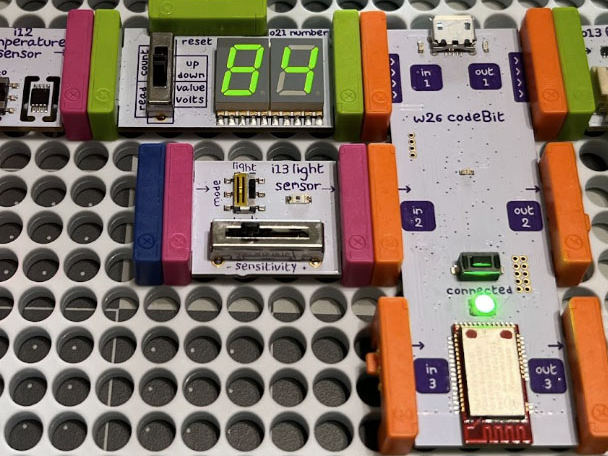 i12
temperature
sensor
reset
o21 number
count
read
up
down
value
volts
84
in
1
out
1
w26 codeBit
o13 f
light
mode
i13 light
sensor
- sensitivity +
in
2
out
2
connected
in
3
out
3